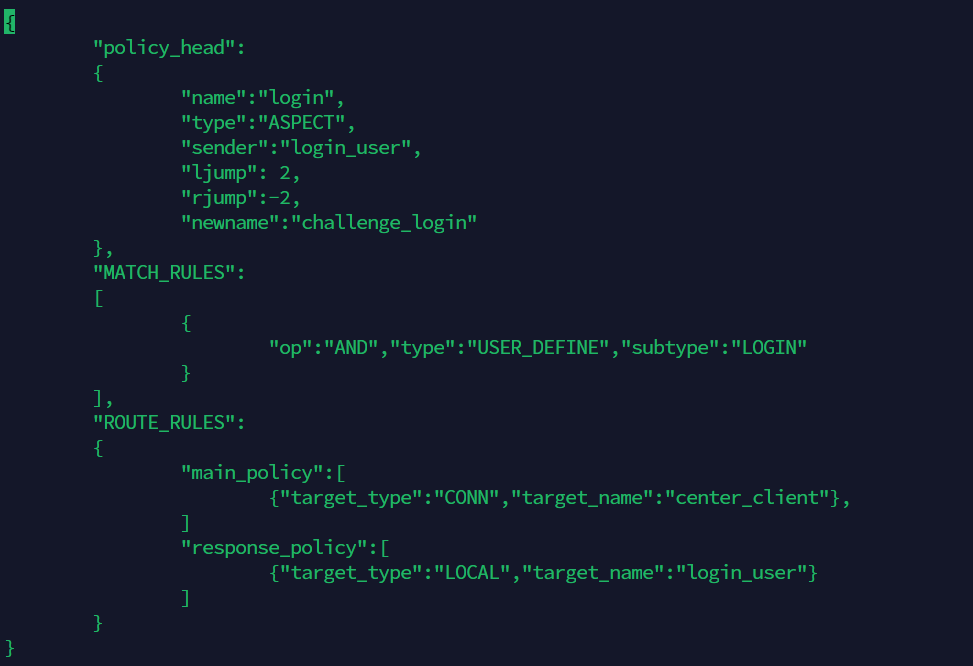 {
"policy_head":
{
"name":"login",
"type":"ASPECT",
"sender":"login_user",
"ljump": 2,
"rjump":-2,
"newname":"challenge_login"
},
"MATCH_RULES":
[
{
"op":"AND","type":"USER_DEFINE","subtype":"LOGIN"
}
],
"ROUTE_RULES":
{
"main_policy":[
{"target_type":"CONN","target_name":"center_client"},
]
"response_policy":[
{"target_type":"LOCAL","target_name":"login_user"}
]
}
}